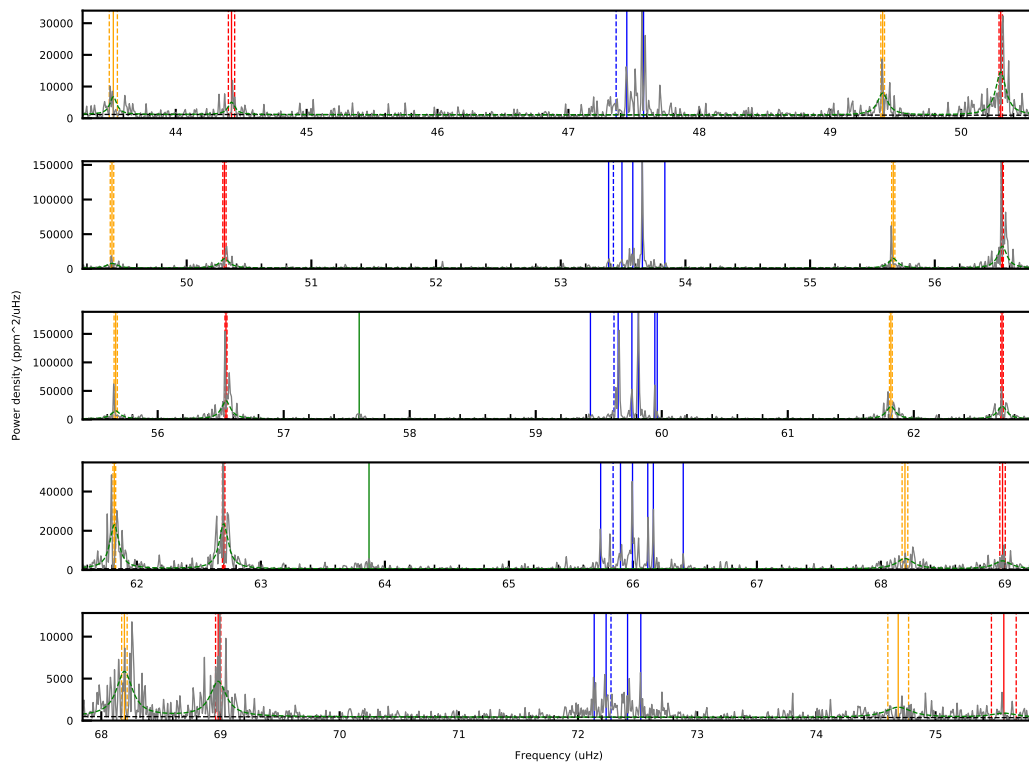 30000
20000
10000
0
44 45 46 47 48 49 50
150000
100000
50000
0
50 51 52 53 54 55 56
Power density (ppm^2/uHz)
150000
100000
50000
0
56 57 58 59 60 61 62
40000
20000
0
62 63 64 65 66 67 68 69
10000
5000
0
68 69 70 71 72 73 74 75
Frequency (uHz)